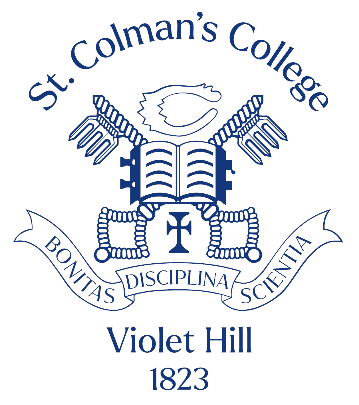 St. Colman's College
BONITAS DISCIPLINA SCIENTIA
Violet Hill
1823